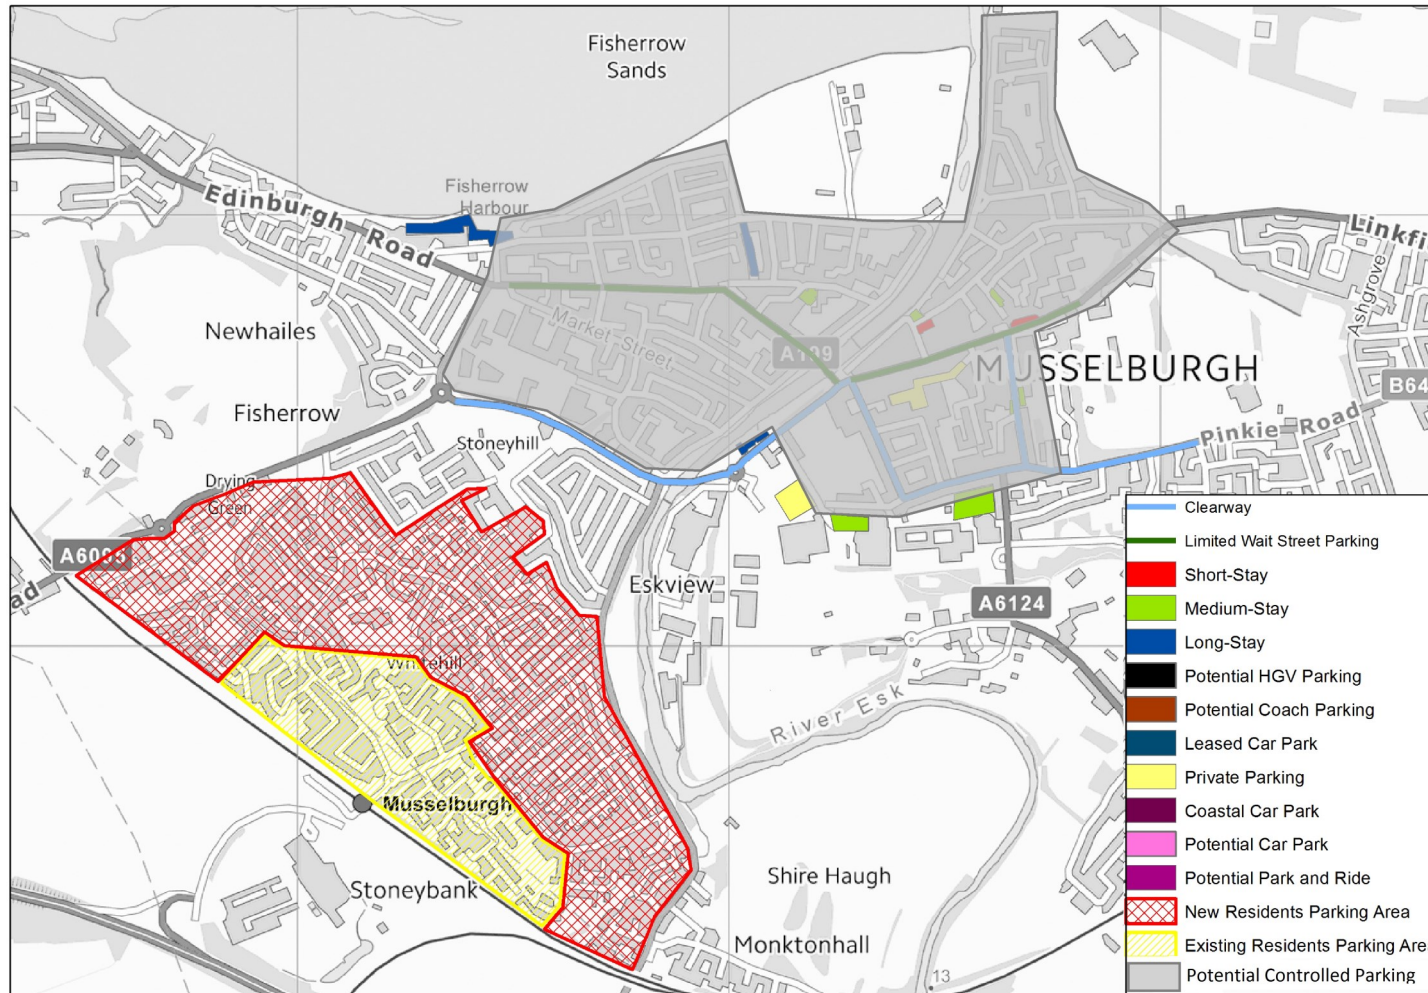 Fisherrow
Sands
Fisherrow
Harbour
Edinburgh Road
Linkfi
Ashgrove
Newhailes
Market Street
A199
MUSSELBURGH
B64
Fisherrow
Pinkie Road
Stoneyhill
Drying
Green
A6095
ad
Eskview
A6124
Whitehill
River Esk
Musselburgh
Stoneybank
Shire Haugh
Monktonhall
13
Clearway
Limited Wait Street Parking
Short-Stay
Medium-Stay
Long-Stay
Potential HGV Parking
Potential Coach Parking
Leased Car Park
Private Parking
Coastal Car Park
Potential Car Park
Potential Park and Ride
New Residents Parking Area
Existing Residents Parking Are
Potential Controlled Parking